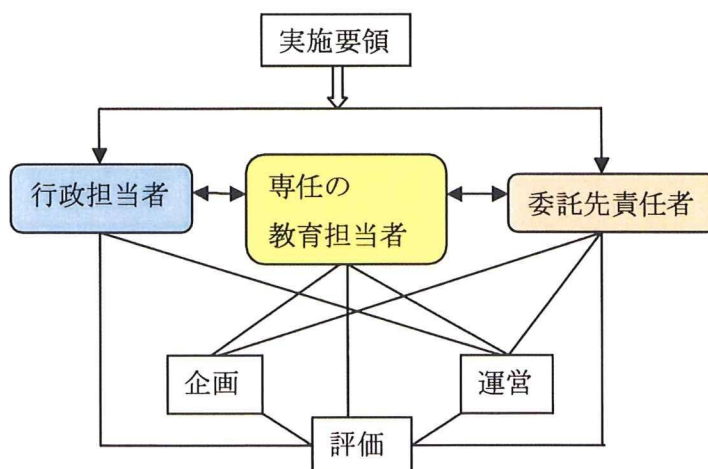 実施要領
行政担当者
専任の
教育担当者
委託先責任者
企画
運営
評価